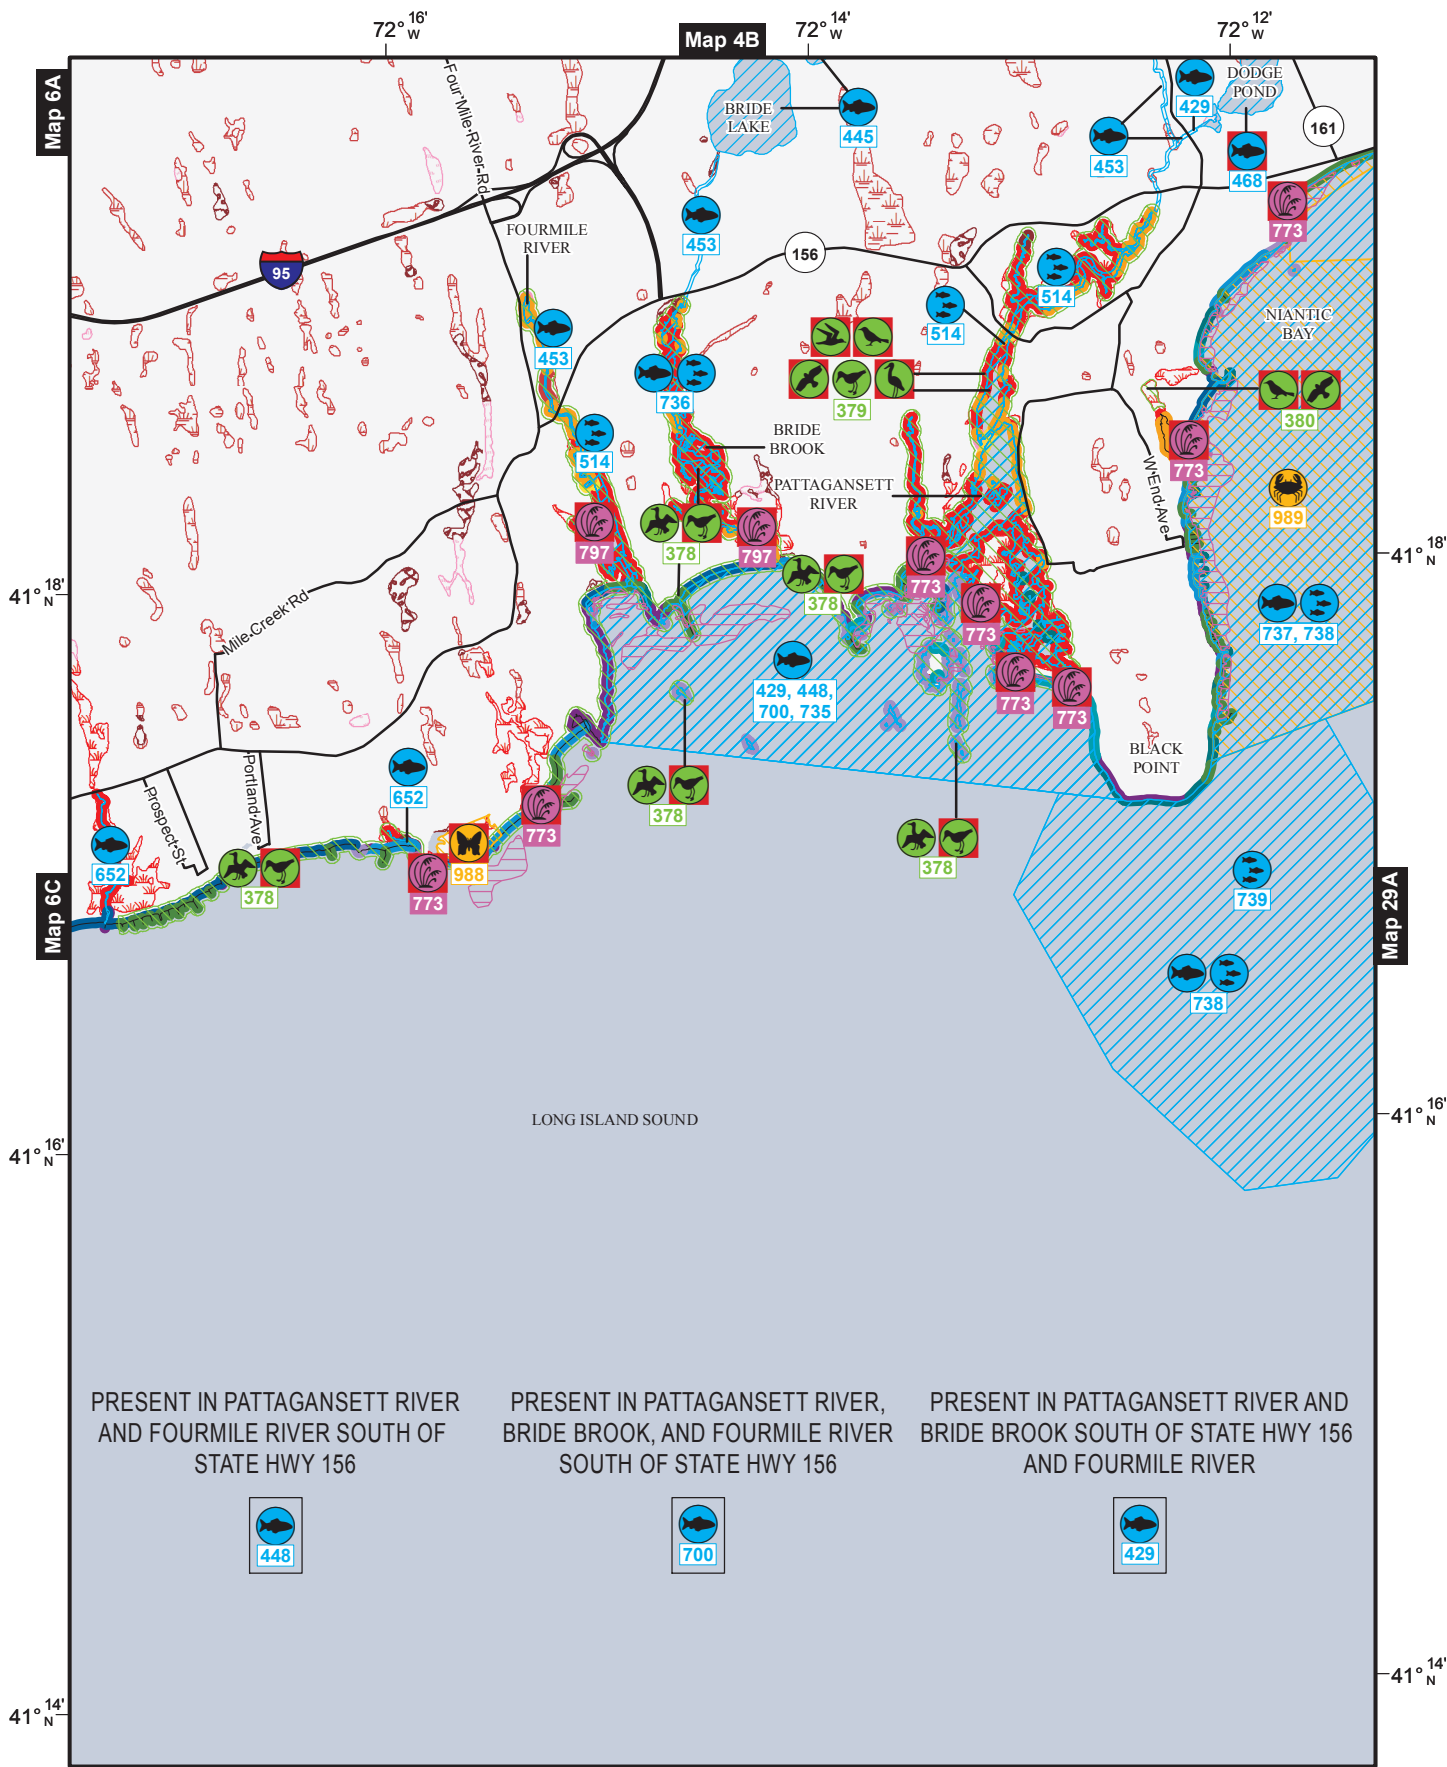 72° 16' W
72° 14' W
72° 12' W
Map 4B
Map 6A
Four Mile River Rd
BRIDE
LAKE
445
429
DODGE
POND
453
468
161
773
453
FOURMILE
RIVER
156
95
514
514
NIANTIC
BAY
453
736
379
380
514
BRIDE
BROOK
773
W End Ave
PATTAGANSETT
RIVER
989
797
378
797
773
41° 18' N
41° 18' N
378
773
737, 738
Mile Creek Rd
429, 448,
700, 735
773
773
BLACK
POINT
Portland Ave
Prospect St
652
378
773
652
378
773
988
378
739
Map 6C
Map 29A
738
LONG ISLAND SOUND
41° 16' N
41° 16' N
PRESENT IN PATTAGANSETT RIVER
AND FOURMILE RIVER SOUTH OF
STATE HWY 156
448
PRESENT IN PATTAGANSETT RIVER,
BRIDE BROOK, AND FOURMILE RIVER
SOUTH OF STATE HWY 156
700
PRESENT IN PATTAGANSETT RIVER AND
BRIDE BROOK SOUTH OF STATE HWY 156
AND FOURMILE RIVER
429
41° 14' N
41° 14' N